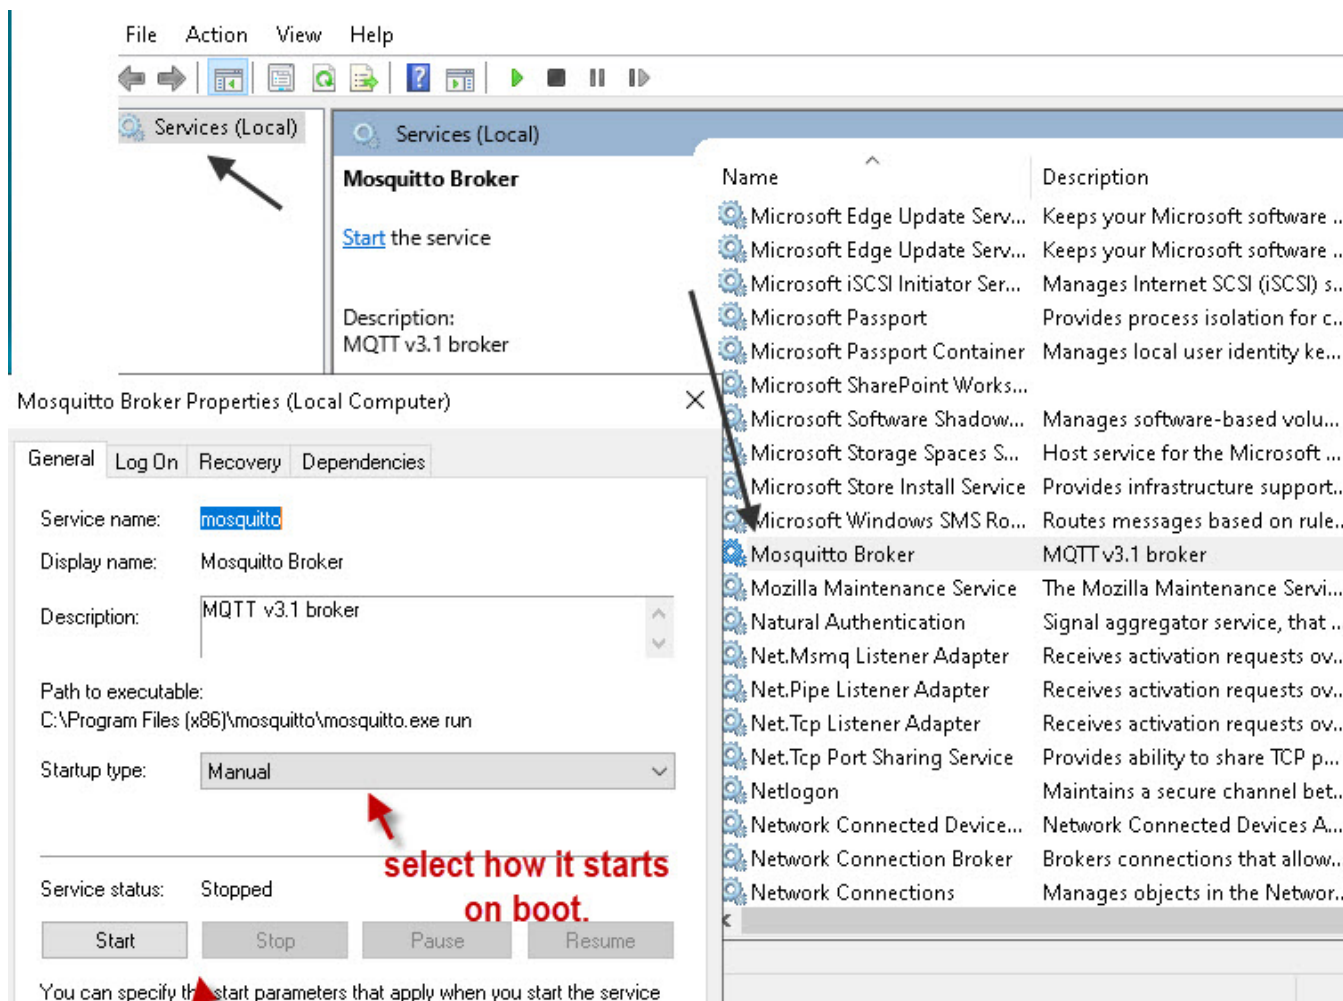 File Action View Help
Services (Local)
Services (Local)
Mosquitto Broker
Start the service
Description:
MQTT v3.1 broker
Name Description
Microsoft Edge Update Serv... Keeps your Microsoft software ..
Microsoft Edge Update Serv... Keeps your Microsoft software ..
Microsoft iSCSI Initiator Ser... Manages Internet SCSI (iSCSI) s..
Microsoft Passport Provides process isolation for c..
Microsoft Passport Container Manages local user identity ke...
Microsoft SharePoint Works...
Microsoft Software Shadow... Manages software-based volu...
Microsoft Storage Spaces S... Host service for the Microsoft ...
Microsoft Store Install Service Provides infrastructure support..
Microsoft Windows SMS Ro... Routes messages based on rule..
Mosquitto Broker MQTT v3.1 broker
Mozilla Maintenance Service The Mozilla Maintenance Servi...
Natural Authentication Signal aggregator service, that ..
Net.Msmq Listener Adapter Receives activation requests ov..
Net.Pipe Listener Adapter Receives activation requests ov..
Net.Tcp Listener Adapter Receives activation requests ov..
Net.Tcp Port Sharing Service Provides ability to share TCP p...
Netlogon Maintains a secure channel bet..
Network Connected Device... Network Connected Devices A...
Network Connection Broker Brokers connections that allow..
Network Connections Manages objects in the Networ..
Mosquitto Broker Properties (Local Computer)
General Log On Recovery Dependencies
Service name: mosquitto
Display name: Mosquitto Broker
Description: MQTT v3.1 broker
Path to executable:
C:\Program Files (x86)\mosquitto\mosquitto.exe run
Startup type: Manual
select how it starts
on boot.
Service status: Stopped
Start Stop Pause Resume
You can specify the start parameters that apply when you start the service